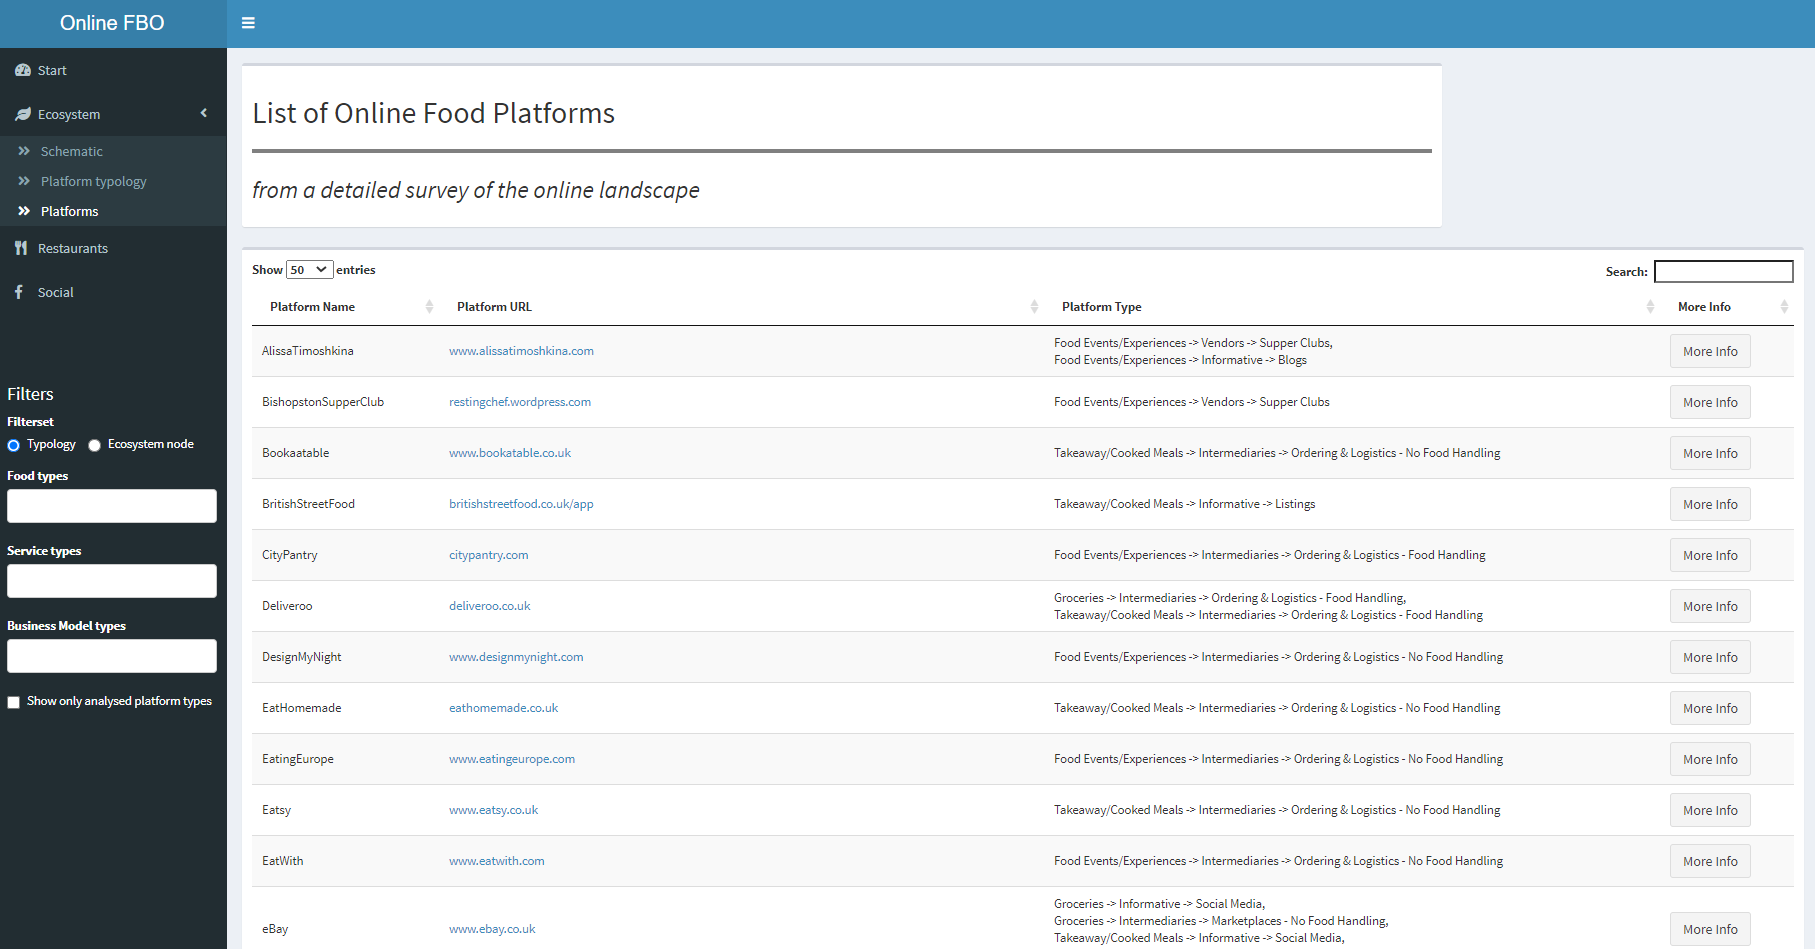 Online FBO
Start
Ecosystem
Schematic
Platform typology
Platforms
Restaurants
Social
Filters
Filterset
Typology Ecosystem node
Food types
Service types
Business Model types
Show only analysed platform types
List of Online Food Platforms
from a detailed survey of the online landscape
Show 50 entries Search:
Platform Name Platform URL Platform Type More Info
AlissaTimoshkina www.alissatimoshkina.com Food Events/Experiences -> Vendors -> Supper Clubs,
Food Events/Experiences -> Informative -> Blogs More Info
BishopstonSupperClub restingchef.wordpress.com Food Events/Experiences -> Vendors -> Supper Clubs More Info
Bookaatable www.bookatable.co.uk Takeaway/Cooked Meals -> Intermediaries -> Ordering & Logistics - No Food Handling More Info
BritishStreetFood britishstreetfood.co.uk/app Takeaway/Cooked Meals -> Informative -> Listings More Info
CityPantry citypantry.com Food Events/Experiences -> Intermediaries -> Ordering & Logistics - Food Handling More Info
Deliveroo deliveroo.co.uk Groceries -> Intermediaries -> Ordering & Logistics - Food Handling,
Takeaway/Cooked Meals -> Intermediaries -> Ordering & Logistics - Food Handling More Info
DesignMyNight www.designmynight.com Food Events/Experiences -> Intermediaries -> Ordering & Logistics - No Food Handling More Info
EatHomemade eathomemade.co.uk Takeaway/Cooked Meals -> Intermediaries -> Ordering & Logistics - No Food Handling More Info
EatingEurope www.eatingeurope.com Food Events/Experiences -> Intermediaries -> Ordering & Logistics - No Food Handling More Info
Eatsy www.eatsy.co.uk Takeaway/Cooked Meals -> Intermediaries -> Ordering & Logistics - No Food Handling More Info
EatWith www.eatwith.com Food Events/Experiences -> Intermediaries -> Ordering & Logistics - No Food Handling More Info
eBay www.ebay.co.uk Groceries -> Informative -> Social Media,
Groceries -> Intermediaries -> Marketplaces - No Food Handling,
Takeaway/Cooked Meals -> Informative -> Social Media, More Info